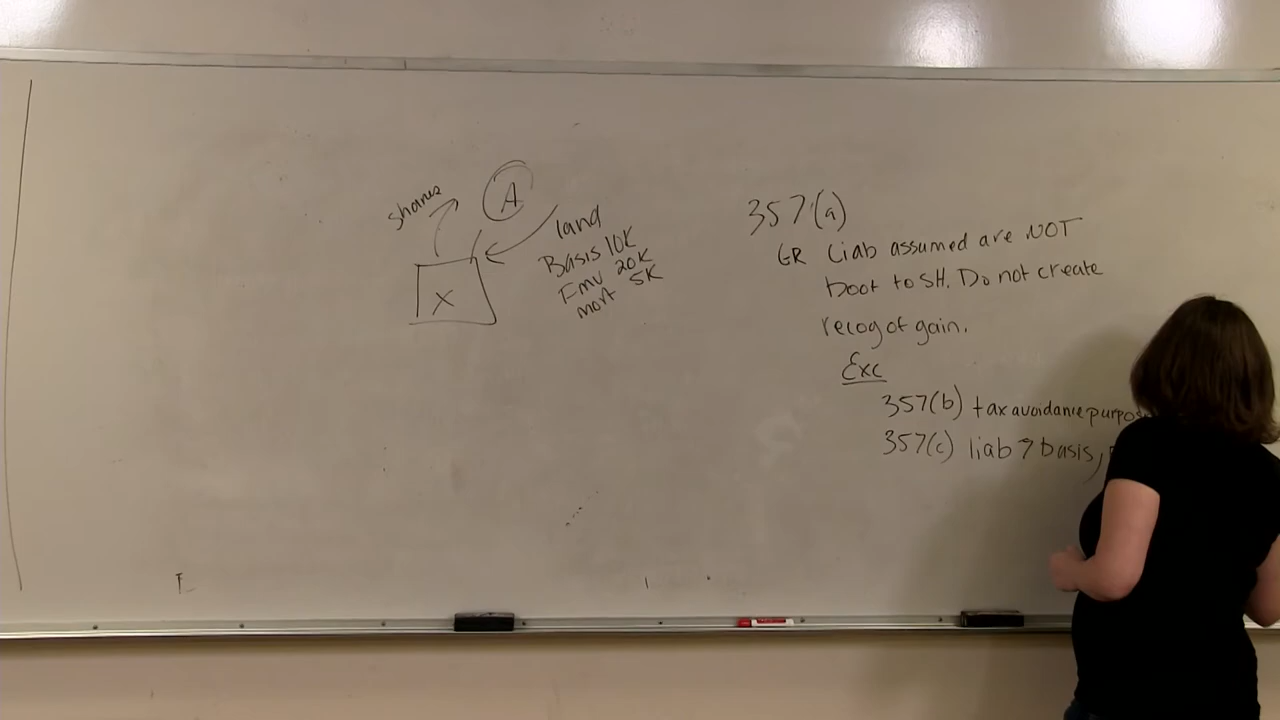 shares
A
land
Basis 10K
Fmv 20K
mort 5K
X
357(a)
GR Liab assumed are NOT
boot to SH. Do not create
recog of gain.
Exc
357(b) tax avoidance purpos
357(c) liab > basis,